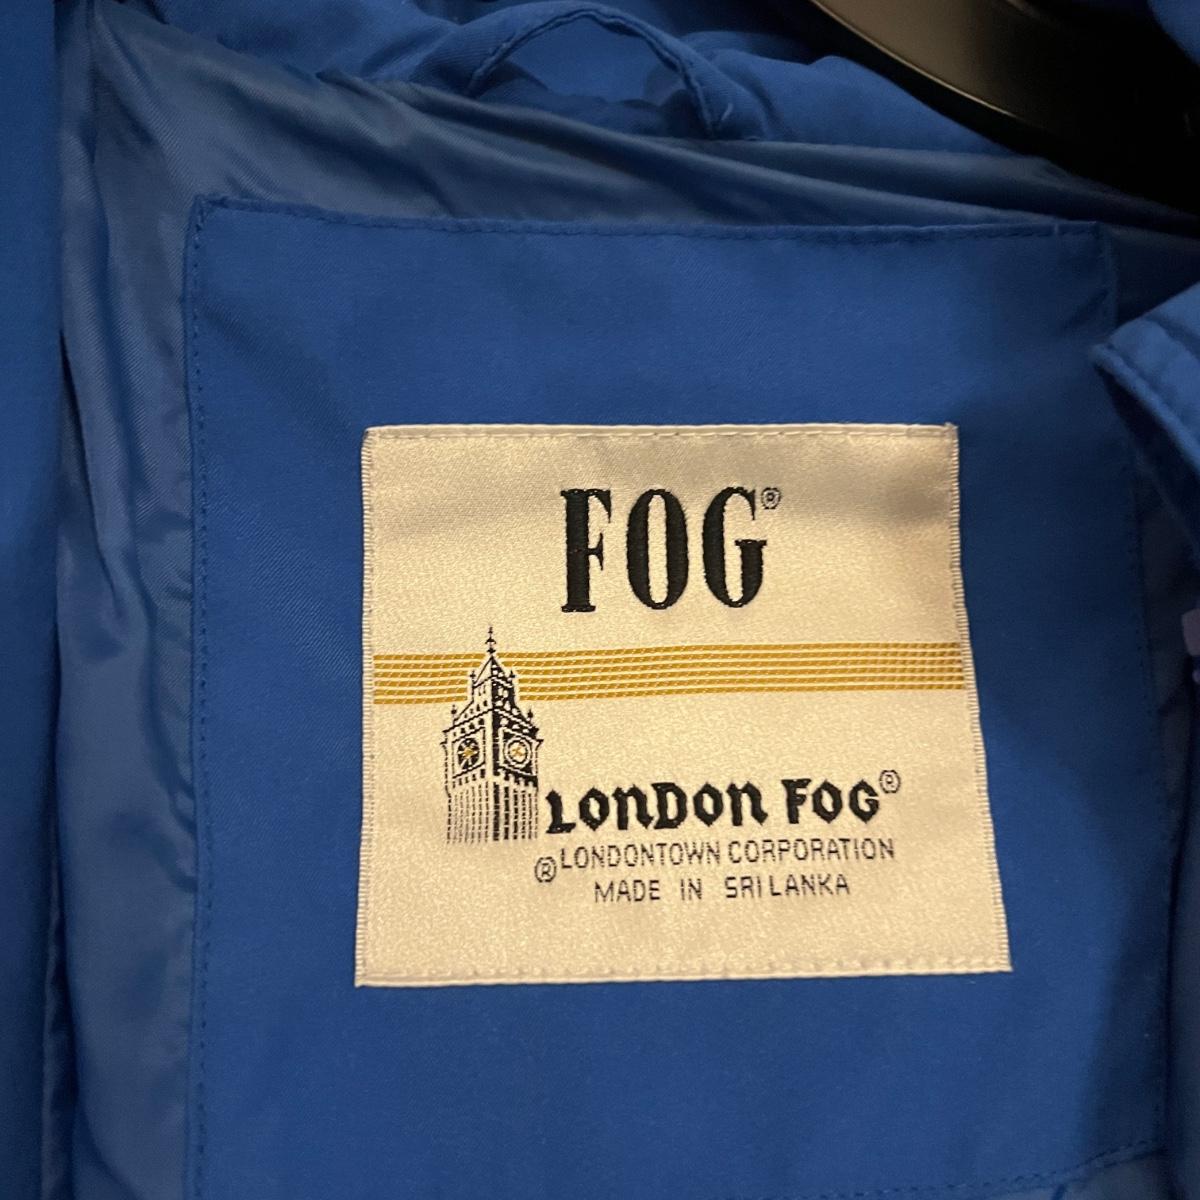 FOG®
LONDON FOG®
® LONDONTOWN CORPORATION
MADE IN SRI LANKA